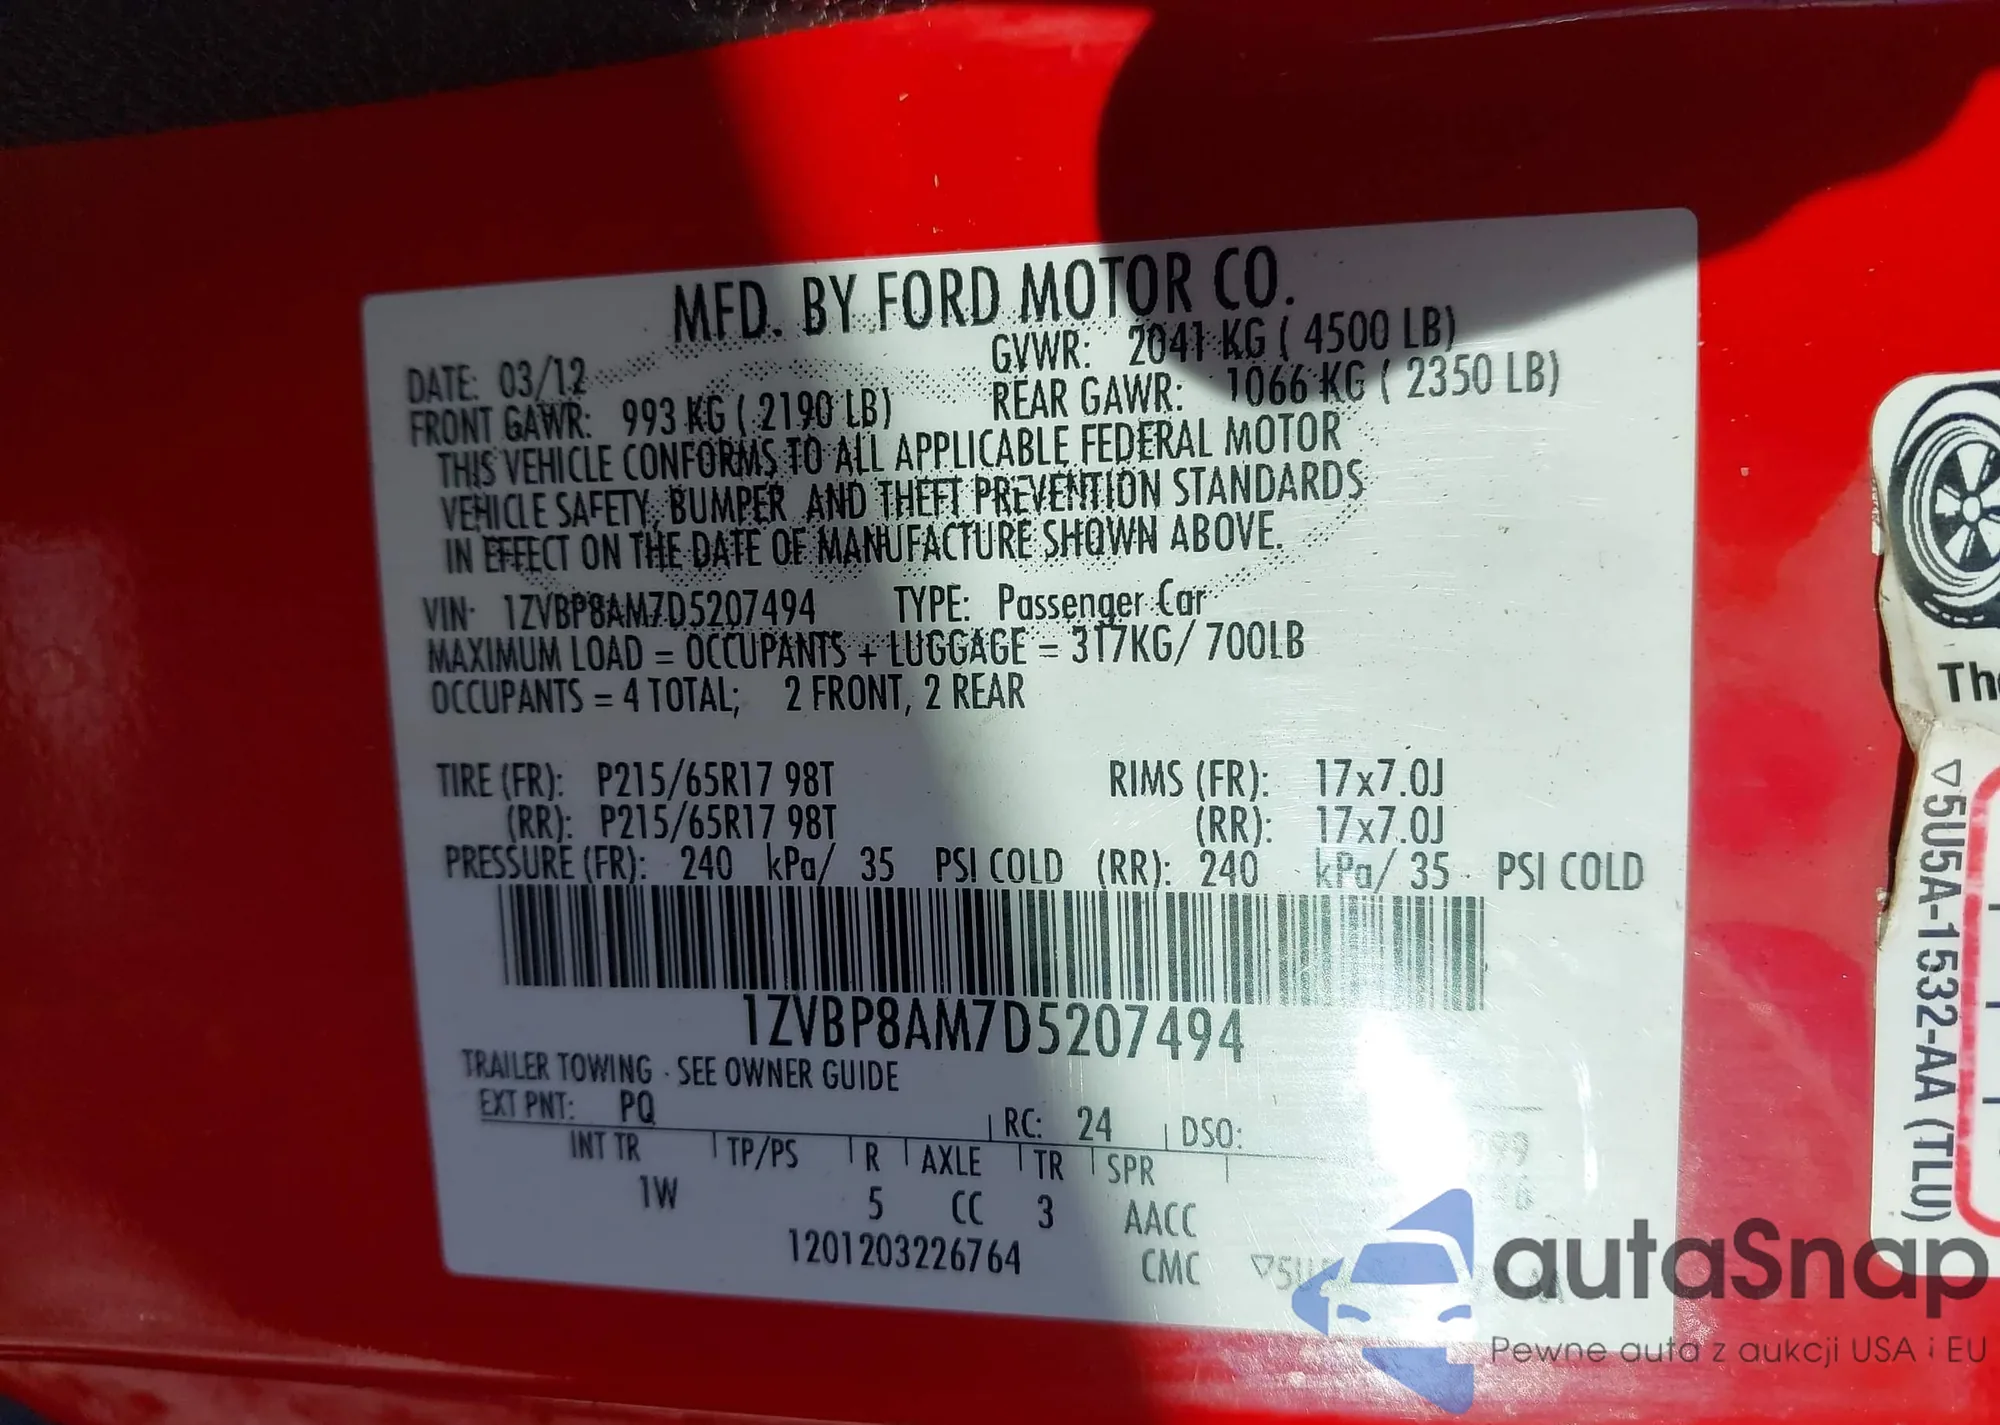 MFD. BY FORD MOTOR CO.
DATE: 03/12 GVWR: 2041 KG ( 4500 LB)
FRONT GAWR: 993 KG ( 2190 LB) REAR GAWR: 1066 KG ( 2350 LB)
THIS VEHICLE CONFORMS TO ALL APPLICABLE FEDERAL MOTOR
VEHICLE SAFETY, BUMPER AND THEFT PREVENTION STANDARDS
IN EFFECT ON THE DATE OF MANUFACTURE SHOWN ABOVE.
VIN: 1ZVBP8AM7D5207494 TYPE: Passenger Car
MAXIMUM LOAD = OCCUPANTS + LUGGAGE = 317KG/ 700LB
OCCUPANTS = 4 TOTAL; 2 FRONT, 2 REAR
TIRE (FR): P215/65R17 98T RIMS (FR): 17x7.0J
(RR): P215/65R17 98T (RR): 17x7.0J
PRESSURE (FR): 240 kPa/ 35 PSI COLD (RR): 240 kPa/ 35 PSI COLD
1ZVBP8AM7D5207494
TRAILER TOWING - SEE OWNER GUIDE
EXT PNT: PQ RC: 24 DSO:
INT TR TP/PS R AXLE TR SPR
1W 5 CC 3 AACC
1201203226764 CMC
5U5A-1532-AA (TLU)
autaSnap
Pewne auta z aukcji USA i EU